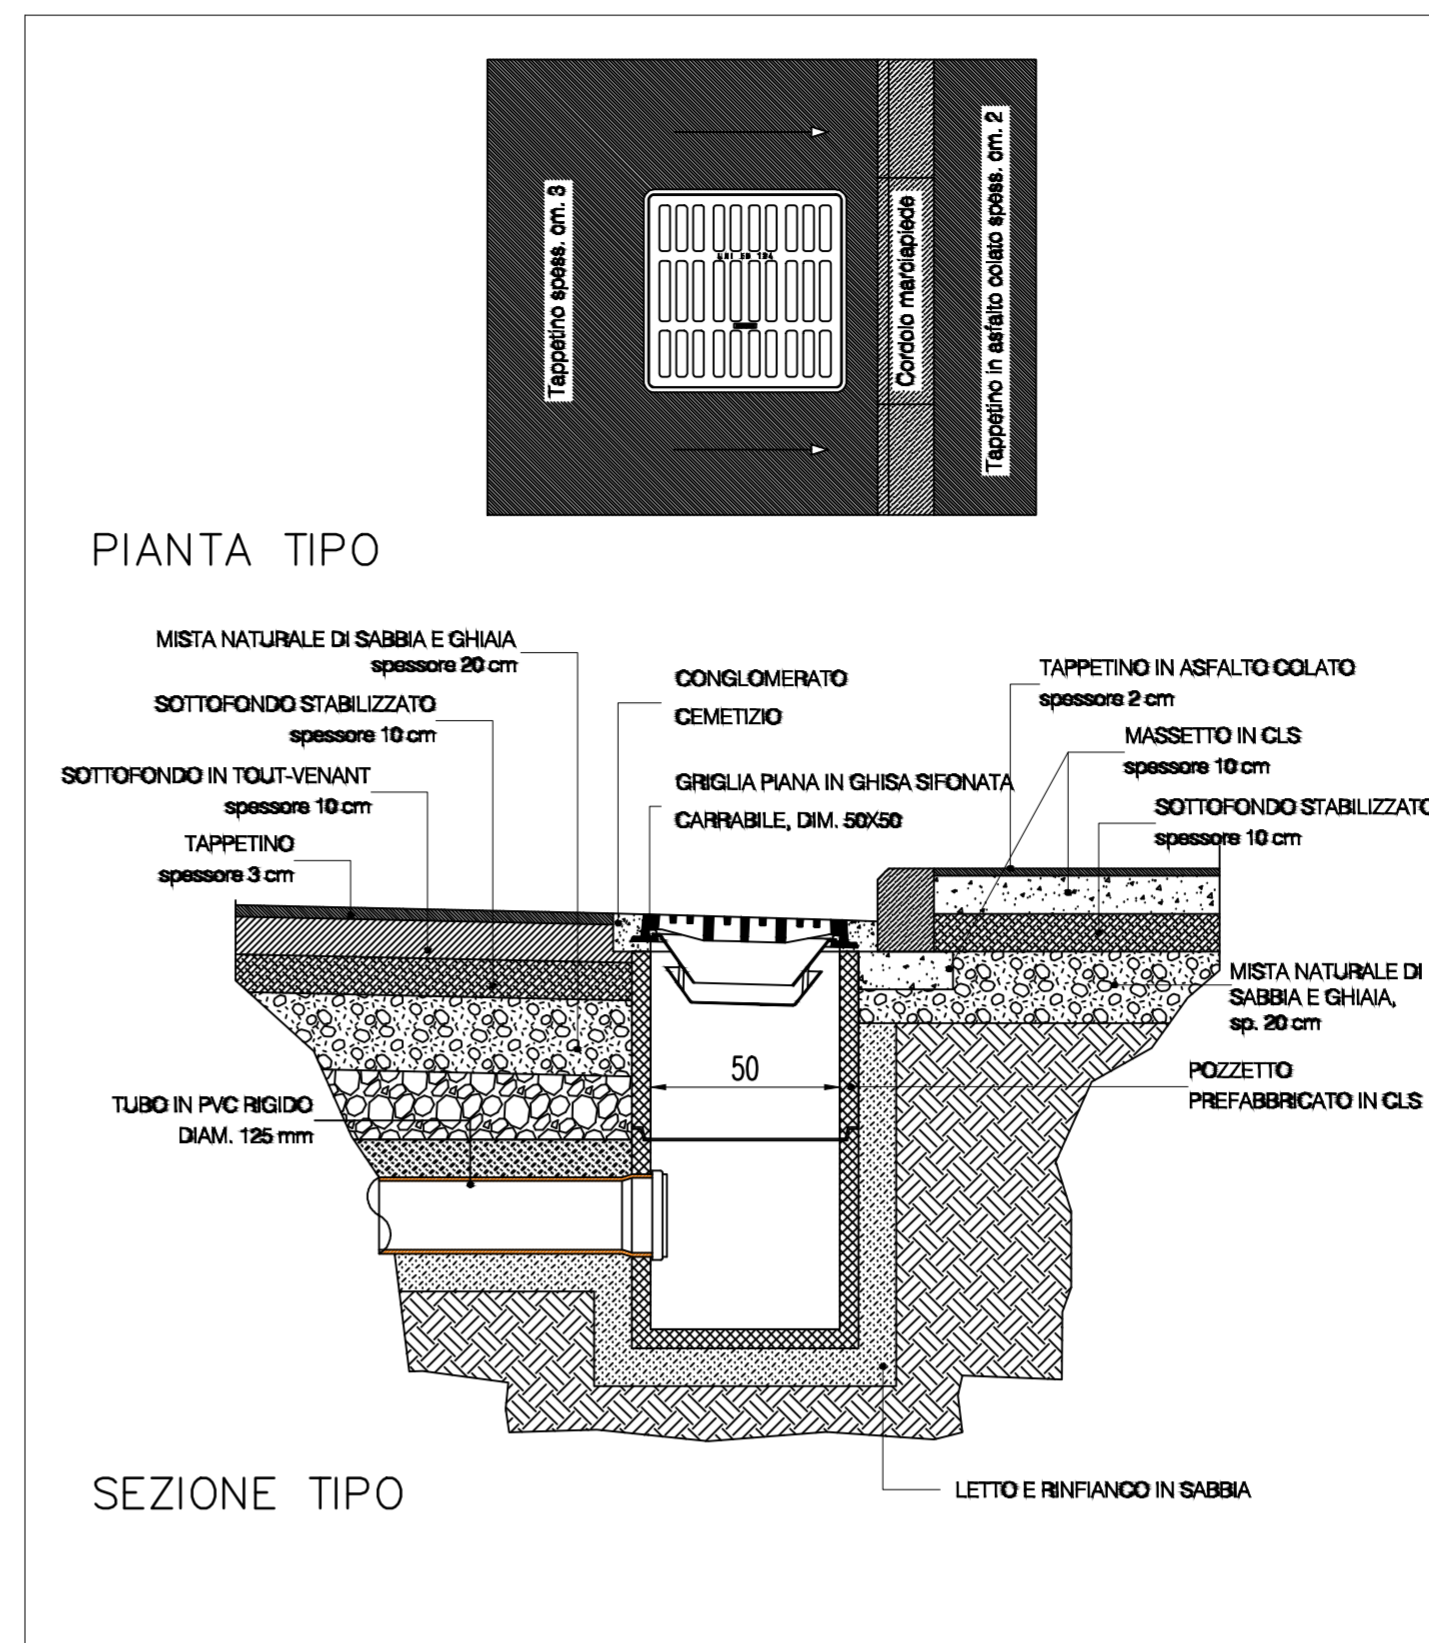 Tappetino spess. cm. 3
UNI EN 124
Cordolo marciapiede
Tappetino in asfalto colato spess. cm. 2
PIANTA TIPO
MISTA NATURALE DI SABBIA E GHIAIA
spessore 20 cm
SOTTOFONDO STABILIZZATO
spessore 10 cm
SOTTOFONDO IN TOUT-VENANT
spessore 10 cm
TAPPETINO
spessore 3 cm
CONGLOMERATO
CEMETIZIO
GRIGLIA PIANA IN GHISA SIFONATA
CARRABILE, DIM. 50X50
TAPPETINO IN ASFALTO COLATO
spessore 2 cm
MASSETTO IN CLS
spessore 10 cm
SOTTOFONDO STABILIZZATO
spessore 10 cm
MISTA NATURALE DI
SABBIA E GHIAIA,
sp. 20 cm
50
POZZETTO
PREFABBRICATO IN CLS
TUBO IN PVC RIGIDO
DIAM. 125 mm
LETTO E RINFIANCO IN SABBIA
SEZIONE TIPO